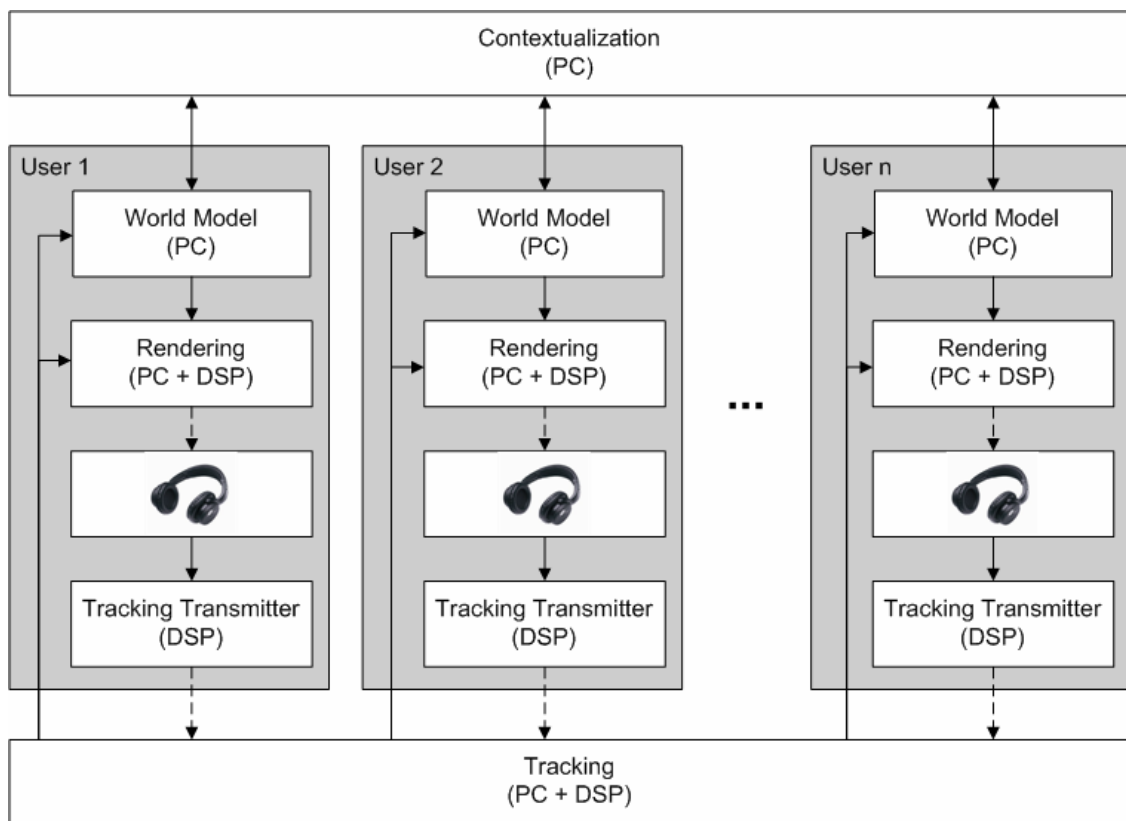 Contextualization
(PC)
User 1
World Model
(PC)
Rendering
(PC + DSP)
Tracking Transmitter
(DSP)
User 2
World Model
(PC)
Rendering
(PC + DSP)
Tracking Transmitter
(DSP)
...
User n
World Model
(PC)
Rendering
(PC + DSP)
Tracking Transmitter
(DSP)
Tracking
(PC + DSP)